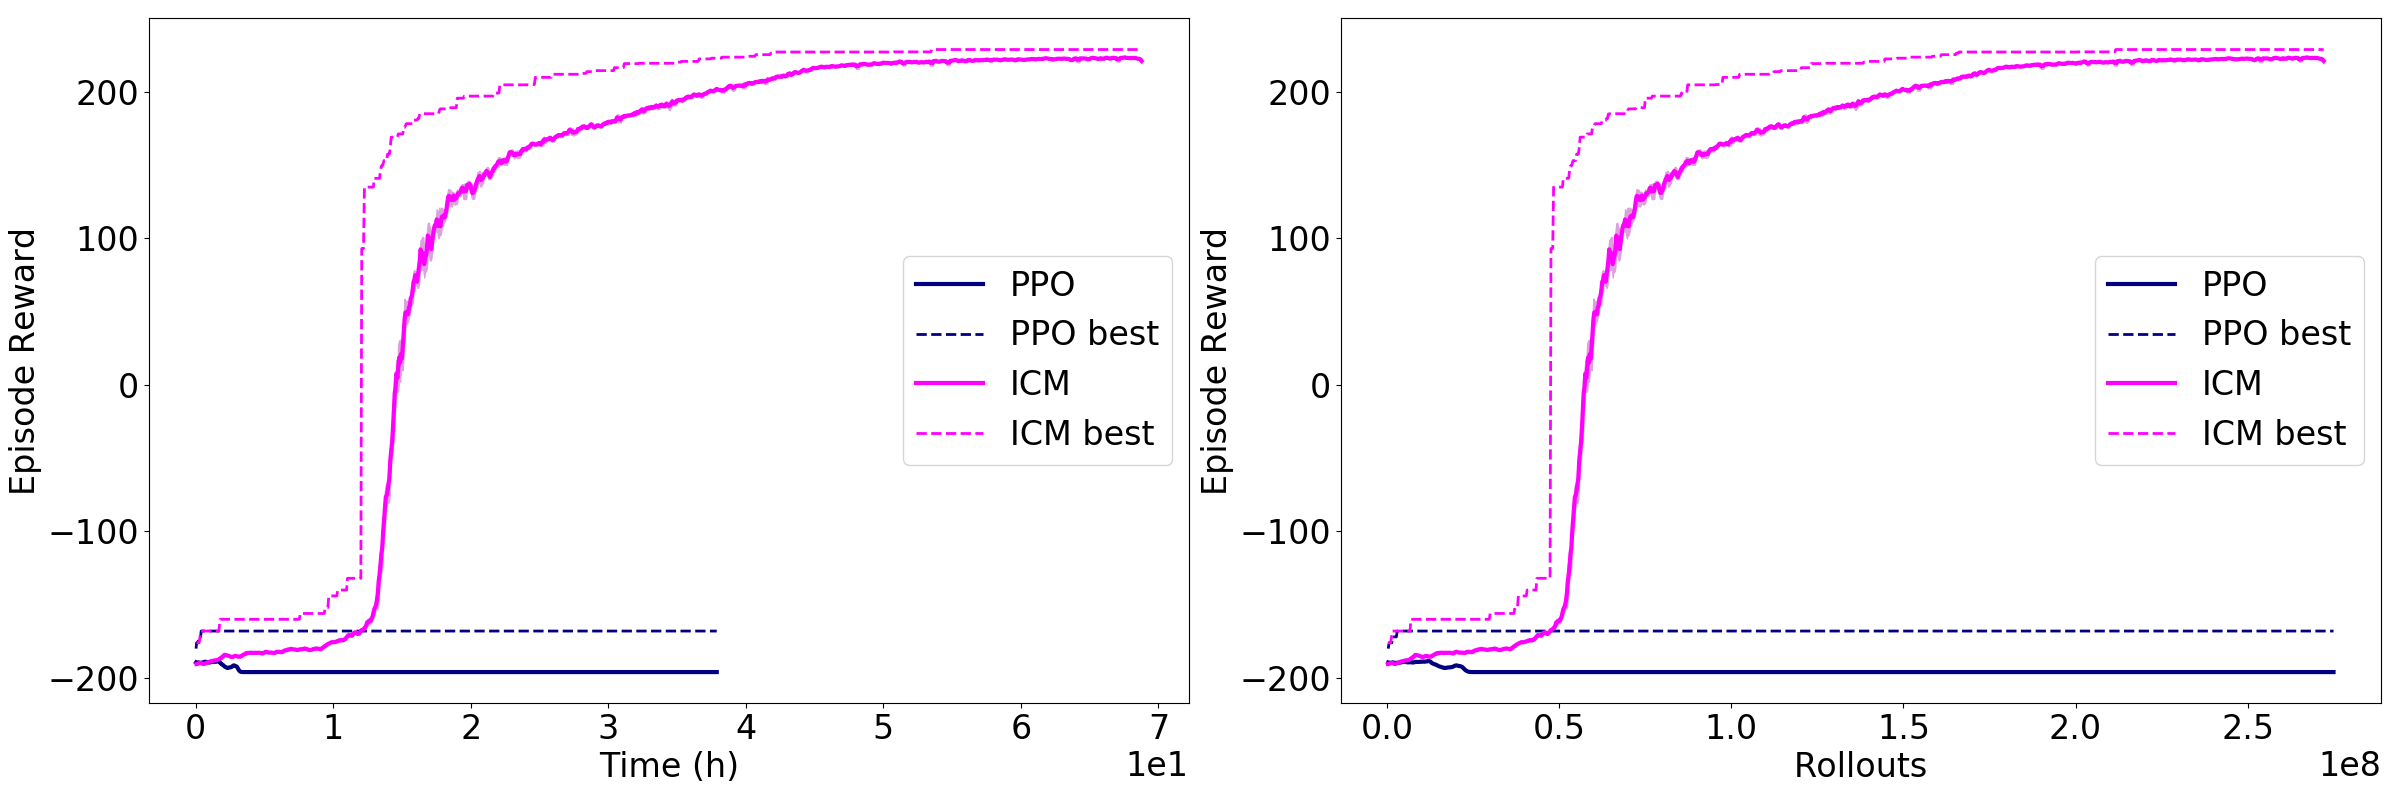 Episode Reward
200
100
0
−100
−200
0 1 2 3 4 5 6 7
1e1
Time (h)
PPO
PPO best
ICM
ICM best
Episode Reward
200
100
0
−100
−200
0.0 0.5 1.0 1.5 2.0 2.5
1e8
Rollouts
PPO
PPO best
ICM
ICM best